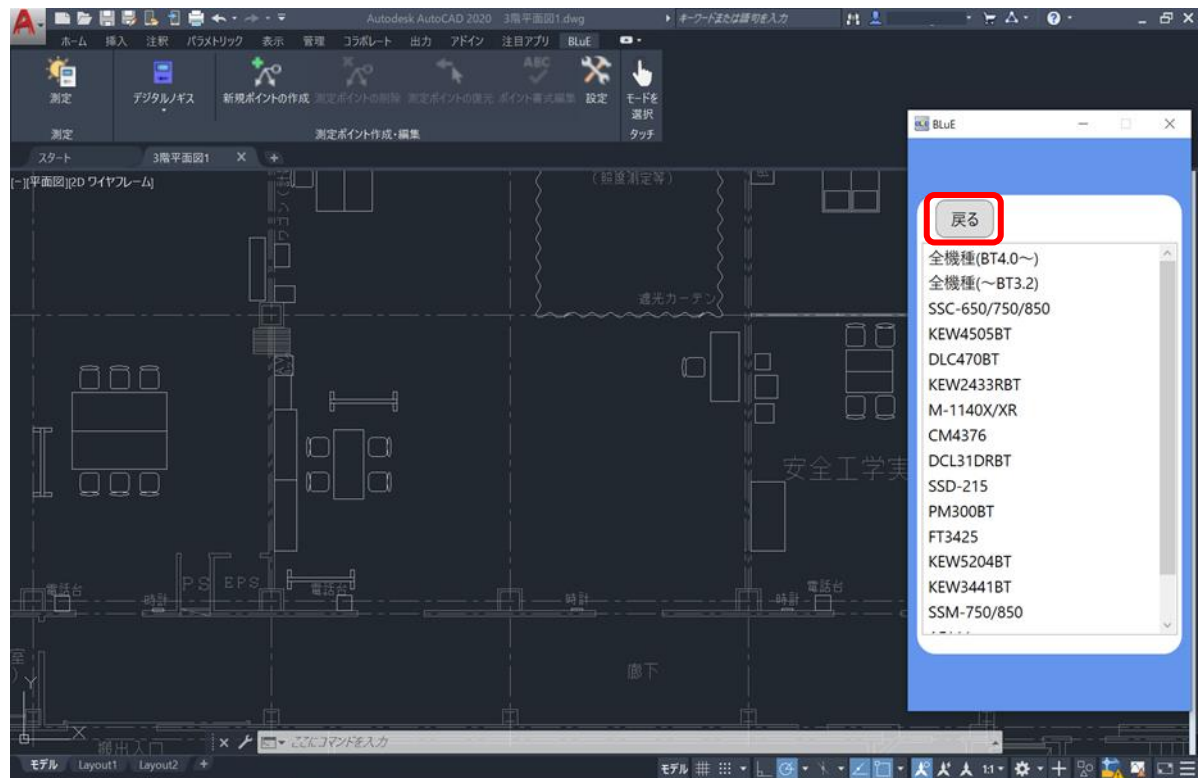 Autodesk AutoCAD 2020 3階平面図1.dwg
キーワードまたは語句を入力
ホーム 挿入 注釈 パラメトリック 表示 管理 コラボレート 出力 アドイン 注目アプリ BLuE
測定 デジタルノギス 新規ポイントの作成 測定ポイントの削除 測定ポイントの復元 ポイント書式編集 設定 モードを
選択
測定 測定ポイント作成・編集 タッチ
スタート 3階平面図1
[-][平面図][2D ワイヤフレーム]
(照度測定等)
遮光カーテン
安全工学実
電話台
時計
PS EPS
電話台
時計
時計
電話台
廊下
搬出入口
Y
X
ここにコマンドを入力
モデル Layout1 Layout2 +
モデル 1:1
BLuE
戻る
全機種(BT4.0～)
全機種(～BT3.2)
SSC-650/750/850
KEW4505BT
DLC470BT
KEW2433RBT
M-1140X/XR
CM4376
DCL31DRBT
SSD-215
PM300BT
FT3425
KEW5204BT
KEW3441BT
SSM-750/850